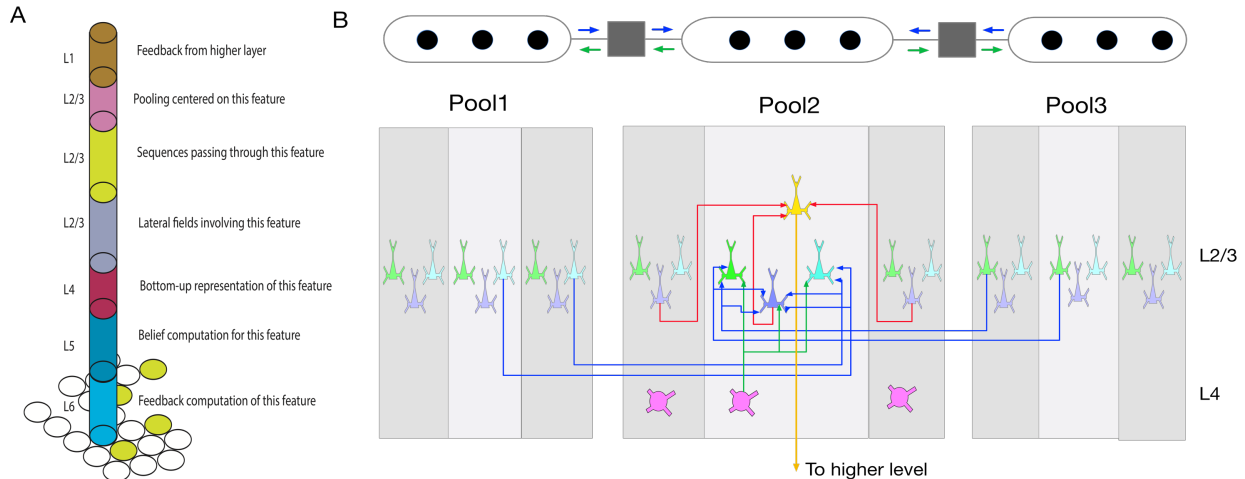 A
L1
Feedback from higher layer
L2/3
Pooling centered on this feature
L2/3
Sequences passing through this feature
L2/3
Lateral fields involving this feature
L4
Bottom-up representation of this feature
L5
Belief computation for this feature
L6
Feedback computation of this feature
B
Pool1
Pool2
Pool3
L2/3
L4
To higher level